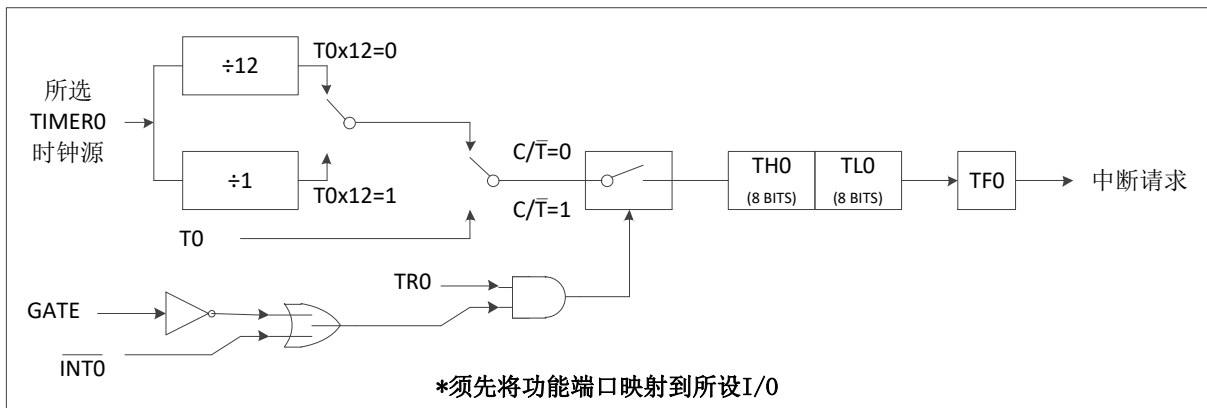 所选
TIMER0
时钟源
÷12
÷1
T0x12=0
T0x12=1
T0
C/T̅=0
C/T̅=1
TH0
(8 BITS)
TL0
(8 BITS)
TF0
中断请求
TR0
GATE
I̅N̅T̅0̅
*须先将功能端口映射到所设I/0